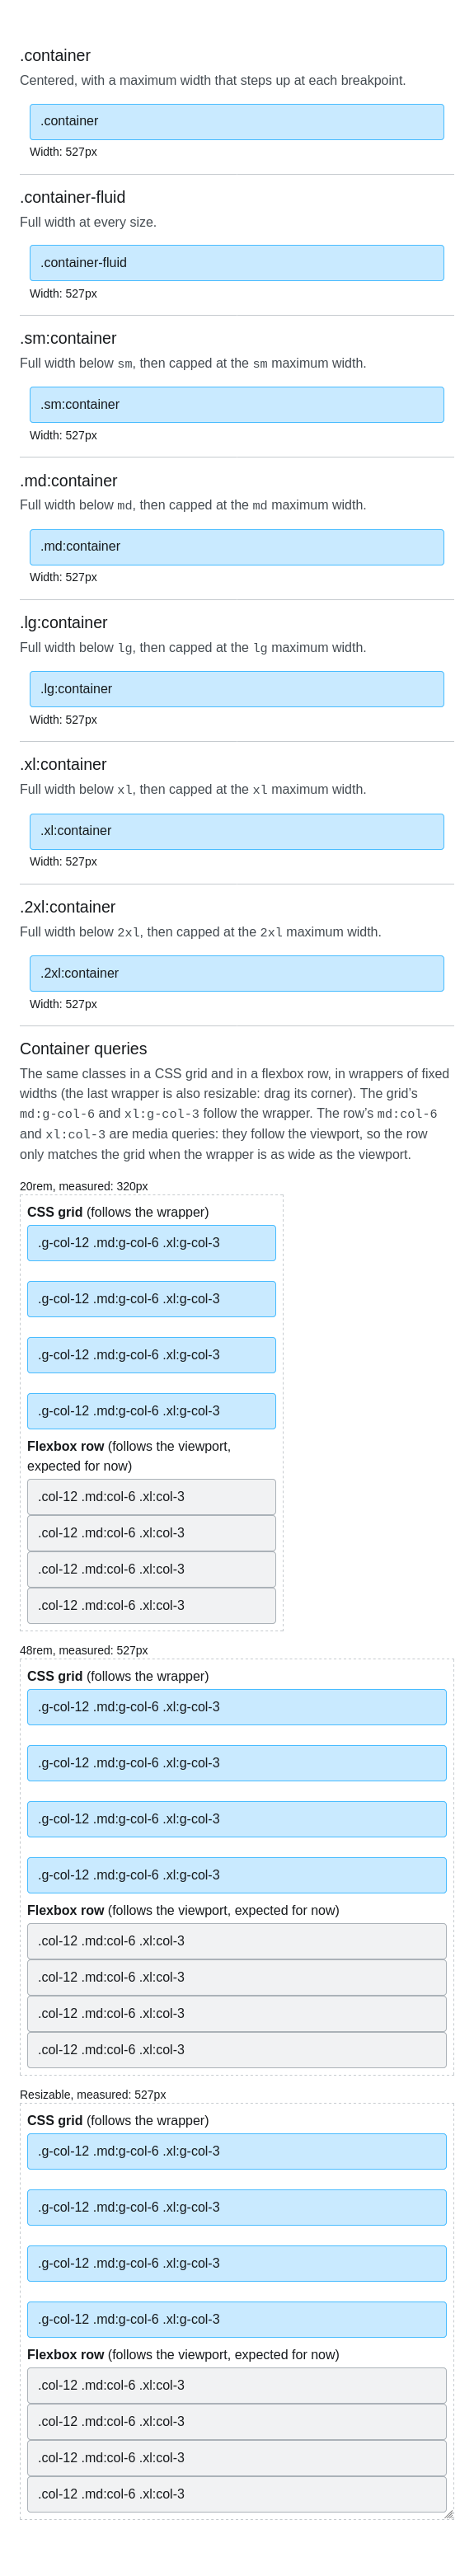 .container
Centered, with a maximum width that steps up at each breakpoint.
.container
Width: 527px
.container-fluid
Full width at every size.
.container-fluid
Width: 527px
.sm:container
Full width below sm, then capped at the sm maximum width.
.sm:container
Width: 527px
.md:container
Full width below md, then capped at the md maximum width.
.md:container
Width: 527px
.lg:container
Full width below lg, then capped at the lg maximum width.
.lg:container
Width: 527px
.xl:container
Full width below xl, then capped at the xl maximum width.
.xl:container
Width: 527px
.2xl:container
Full width below 2xl, then capped at the 2xl maximum width.
.2xl:container
Width: 527px
Container queries
The same classes in a CSS grid and in a flexbox row, in wrappers of fixed
widths (the last wrapper is also resizable: drag its corner). The grid’s
md:g-col-6 and xl:g-col-3 follow the wrapper. The row’s md:col-6
and xl:col-3 are media queries: they follow the viewport, so the row
only matches the grid when the wrapper is as wide as the viewport.
20rem, measured: 320px
CSS grid (follows the wrapper)
.g-col-12 .md:g-col-6 .xl:g-col-3
.g-col-12 .md:g-col-6 .xl:g-col-3
.g-col-12 .md:g-col-6 .xl:g-col-3
.g-col-12 .md:g-col-6 .xl:g-col-3
Flexbox row (follows the viewport,
expected for now)
.col-12 .md:col-6 .xl:col-3
.col-12 .md:col-6 .xl:col-3
.col-12 .md:col-6 .xl:col-3
.col-12 .md:col-6 .xl:col-3
48rem, measured: 527px
CSS grid (follows the wrapper)
.g-col-12 .md:g-col-6 .xl:g-col-3
.g-col-12 .md:g-col-6 .xl:g-col-3
.g-col-12 .md:g-col-6 .xl:g-col-3
.g-col-12 .md:g-col-6 .xl:g-col-3
Flexbox row (follows the viewport, expected for now)
.col-12 .md:col-6 .xl:col-3
.col-12 .md:col-6 .xl:col-3
.col-12 .md:col-6 .xl:col-3
.col-12 .md:col-6 .xl:col-3
Resizable, measured: 527px
CSS grid (follows the wrapper)
.g-col-12 .md:g-col-6 .xl:g-col-3
.g-col-12 .md:g-col-6 .xl:g-col-3
.g-col-12 .md:g-col-6 .xl:g-col-3
.g-col-12 .md:g-col-6 .xl:g-col-3
Flexbox row (follows the viewport, expected for now)
.col-12 .md:col-6 .xl:col-3
.col-12 .md:col-6 .xl:col-3
.col-12 .md:col-6 .xl:col-3
.col-12 .md:col-6 .xl:col-3